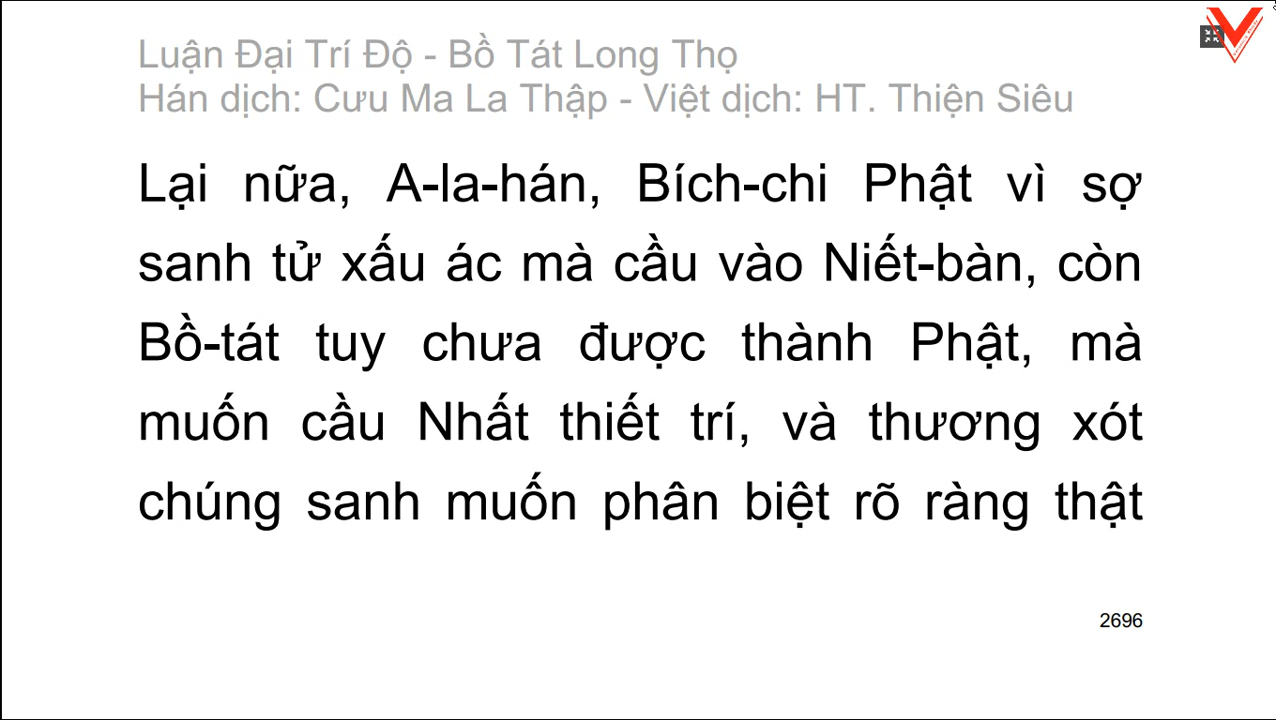 Luận Đại Trí Độ - Bồ Tát Long Thọ
Hán dịch: Cưu Ma La Thập - Việt dịch: HT. Thiện Siêu
Lại nữa, A-la-hán, Bích-chi Phật vì sợ
sanh tử xấu ác mà cầu vào Niết-bàn, còn
Bồ-tát tuy chưa được thành Phật, mà
muốn cầu Nhất thiết trí, và thương xót
chúng sanh muốn phân biệt rõ ràng thật
2696